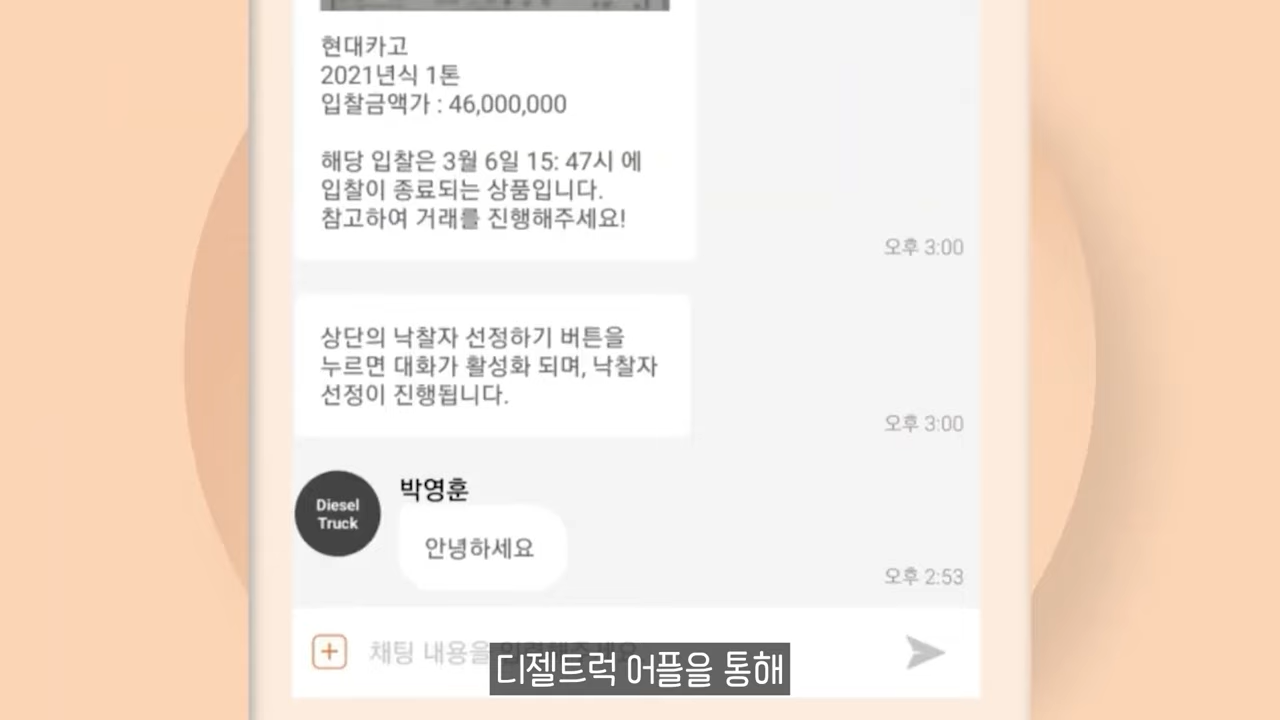 현대카고
2021년식 1톤
입찰금액가 : 46,000,000
해당 입찰은 3월 6일 15: 47시 에
입찰이 종료되는 상품입니다.
참고하여 거래를 진행해주세요!
오후 3:00
상단의 낙찰자 선정하기 버튼을
누르면 대화가 활성화 되며, 낙찰자
선정이 진행됩니다.
오후 3:00
Diesel
Truck
박영훈
안녕하세요
오후 2:53
채팅 내용을
디젤트럭 어플을 통해